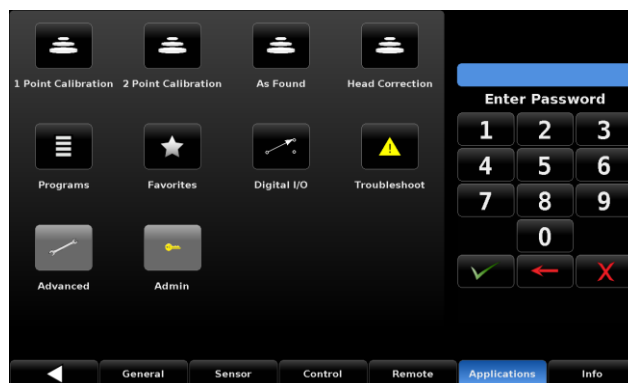 1 Point Calibration 2 Point Calibration As Found Head Correction
Programs Favorites Digital I/O Troubleshoot
Advanced Admin
Enter Password
1 2 3
4 5 6
7 8 9
0
X
General Sensor Control Remote Applications Info